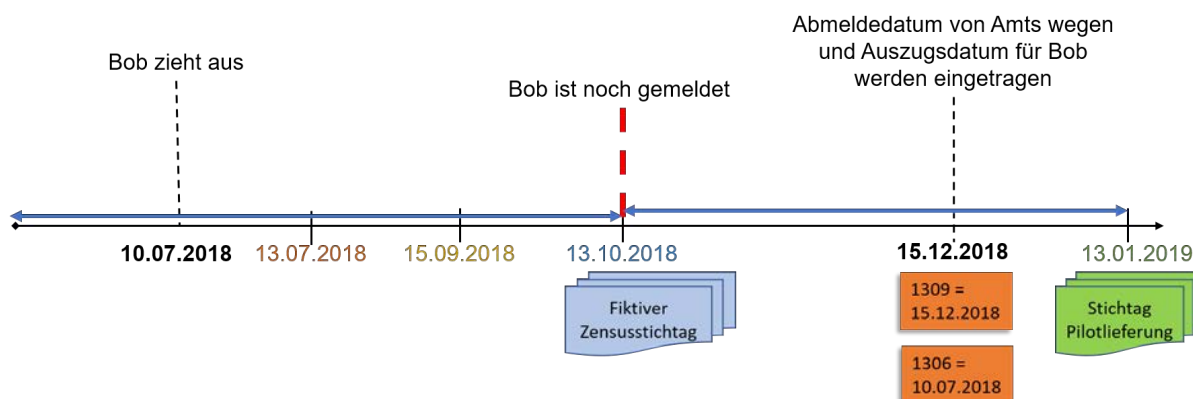 Abmeldedatum von Amts wegen
und Auszugsdatum für Bob
werden eingetragen
Bob zieht aus
Bob ist noch gemeldet
10.07.2018
13.07.2018
15.09.2018
13.10.2018
15.12.2018
13.01.2019
Fiktiver
Zensusstichtag
1309 =
15.12.2018
Stichtag
Pilotlieferung
1306 =
10.07.2018